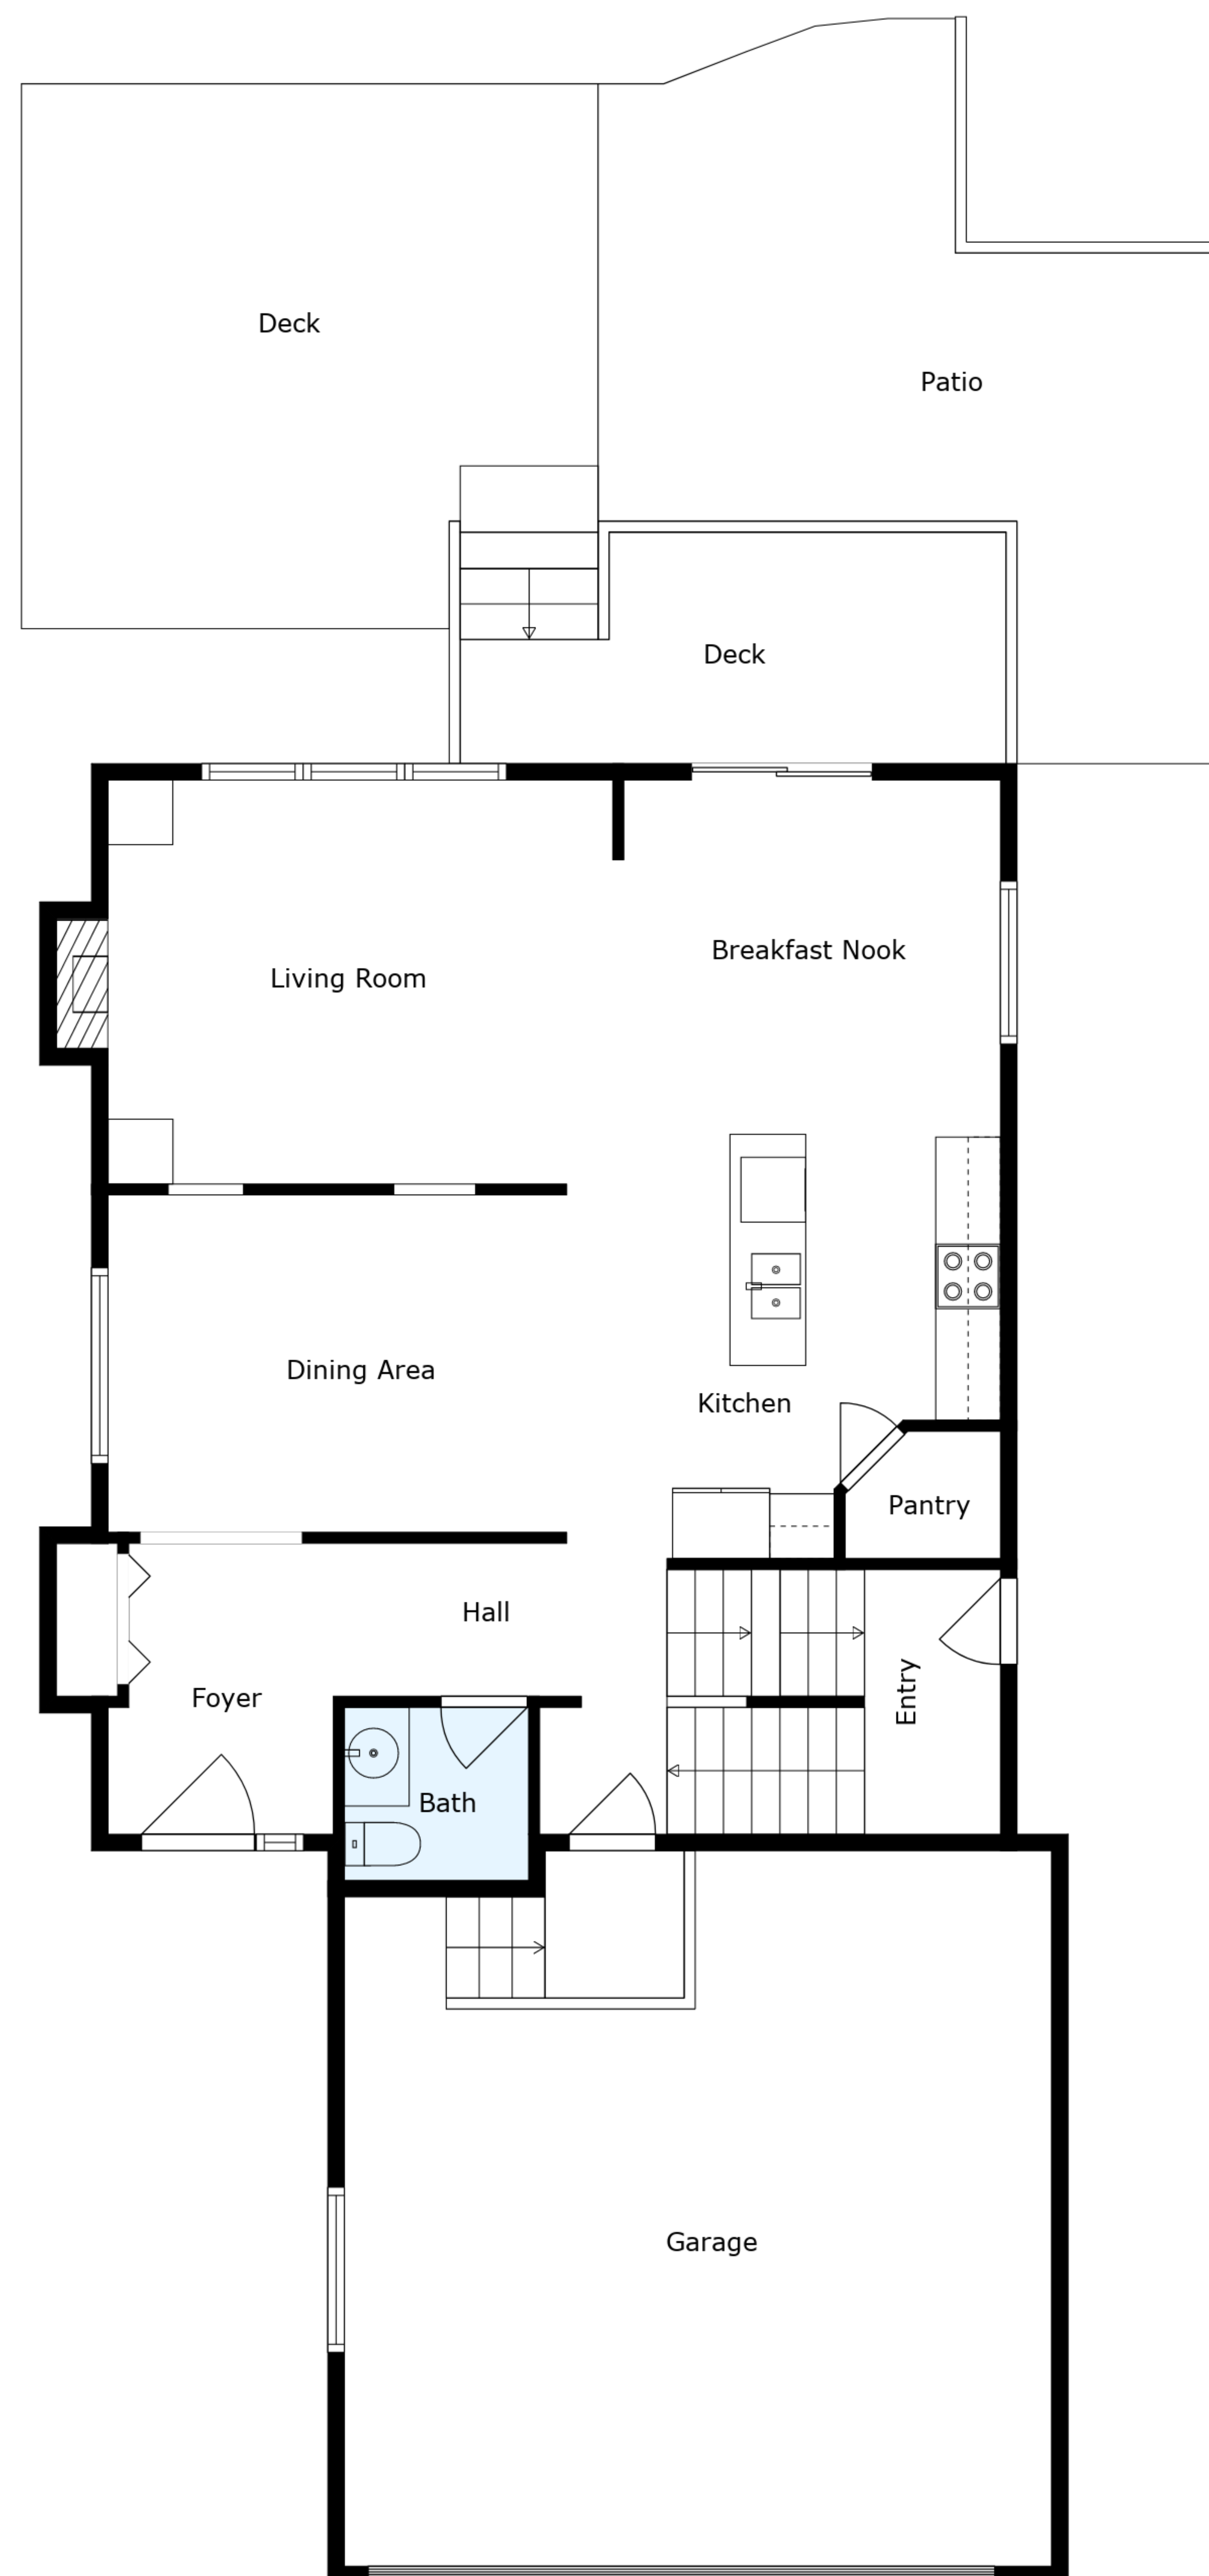 Deck
Patio
Deck
Breakfast Nook
Living Room
Dining Area
Kitchen
Pantry
Hall
Entry
Foyer
Bath
Garage